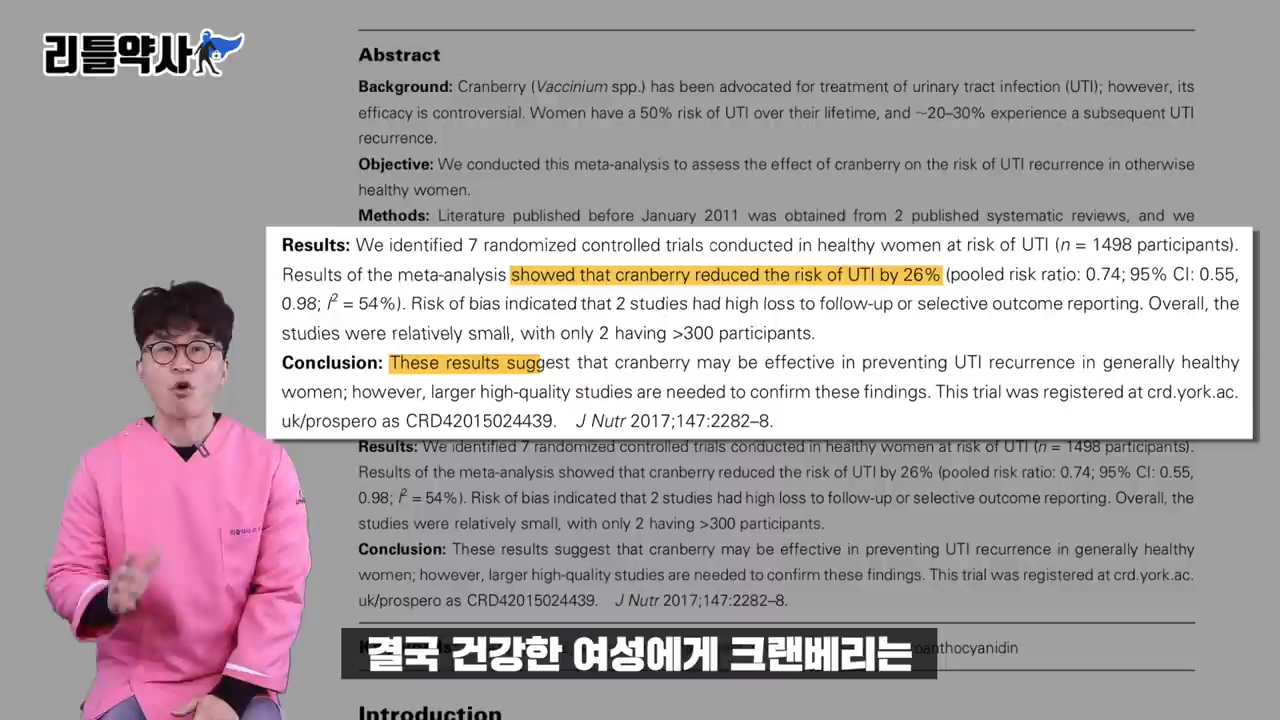 리틀약사
Abstract
Background: Cranberry (Vaccinium spp.) has been advocated for treatment of urinary tract infection (UTI); however, its
efficacy is controversial. Women have a 50% risk of UTI over their lifetime, and ~20–30% experience a subsequent UTI
recurrence.
Objective: We conducted this meta-analysis to assess the effect of cranberry on the risk of UTI recurrence in otherwise
healthy women.
Methods: Literature published before January 2011 was obtained from 2 published systematic reviews, and we
Results: We identified 7 randomized controlled trials conducted in healthy women at risk of UTI (n = 1498 participants).
Results of the meta-analysis showed that cranberry reduced the risk of UTI by 26% (pooled risk ratio: 0.74; 95% CI: 0.55,
0.98; I² = 54%). Risk of bias indicated that 2 studies had high loss to follow-up or selective outcome reporting. Overall, the
studies were relatively small, with only 2 having >300 participants.
Conclusion: These results suggest that cranberry may be effective in preventing UTI recurrence in generally healthy
women; however, larger high-quality studies are needed to confirm these findings. This trial was registered at crd.york.ac.
uk/prospero as CRD42015024439. J Nutr 2017;147:2282–8.
Results: We identified 7 randomized controlled trials conducted in healthy women at risk of UTI (n = 1498 participants).
Results of the meta-analysis showed that cranberry reduced the risk of UTI by 26% (pooled risk ratio: 0.74; 95% CI: 0.55,
0.98; I² = 54%). Risk of bias indicated that 2 studies had high loss to follow-up or selective outcome reporting. Overall, the
studies were relatively small, with only 2 having >300 participants.
Conclusion: These results suggest that cranberry may be effective in preventing UTI recurrence in generally healthy
women; however, larger high-quality studies are needed to confirm these findings. This trial was registered at crd.york.ac.
uk/prospero as CRD42015024439. J Nutr 2017;147:2282–8.
결국 건강한 여성에게 크랜베리는
Introduction